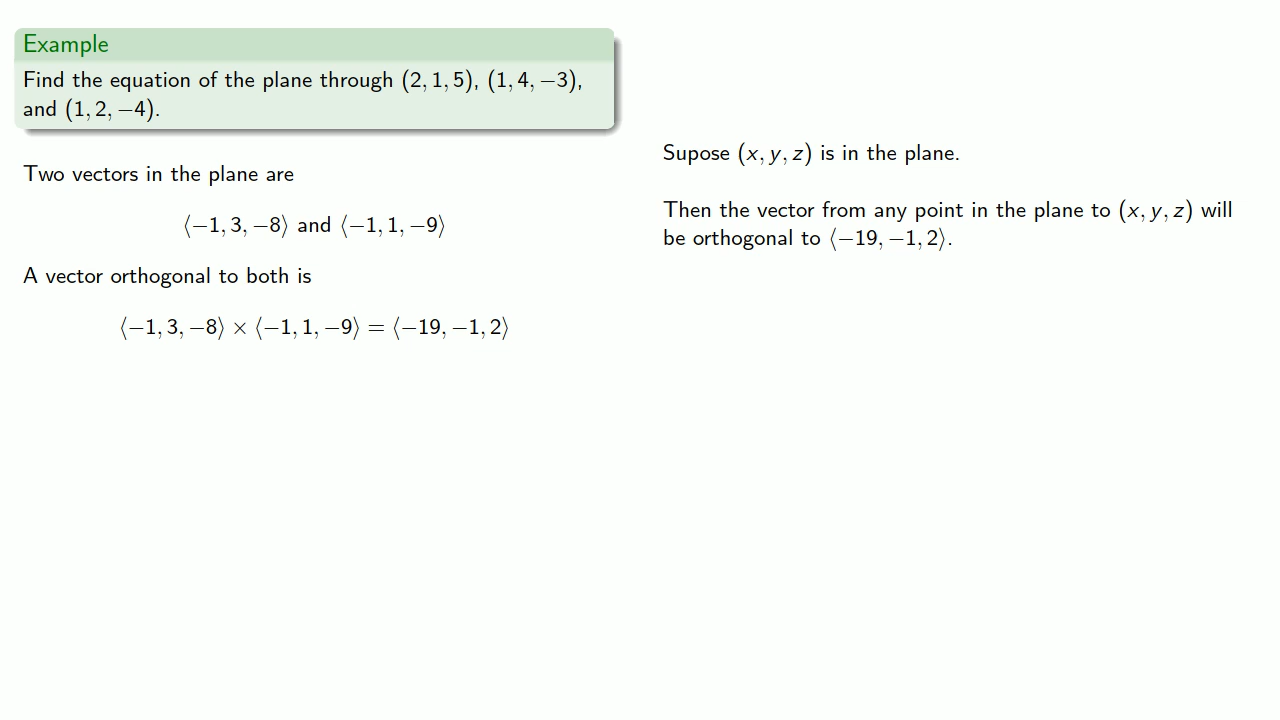 Example
Find the equation of the plane through (2, 1, 5), (1, 4, −3),
and (1, 2, −4).
Two vectors in the plane are
⟨−1, 3, −8⟩ and ⟨−1, 1, −9⟩
A vector orthogonal to both is
⟨−1, 3, −8⟩ × ⟨−1, 1, −9⟩ = ⟨−19, −1, 2⟩
Supose (x, y, z) is in the plane.
Then the vector from any point in the plane to (x, y, z) will
be orthogonal to ⟨−19, −1, 2⟩.